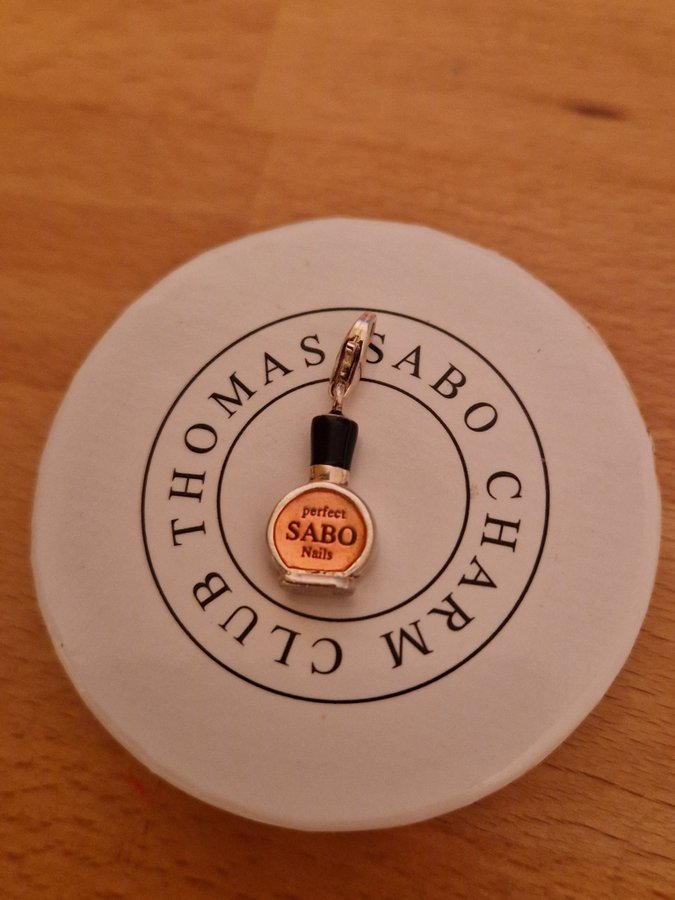 THOMAS SABO CHARM CLUB
perfect
SABO
Nails